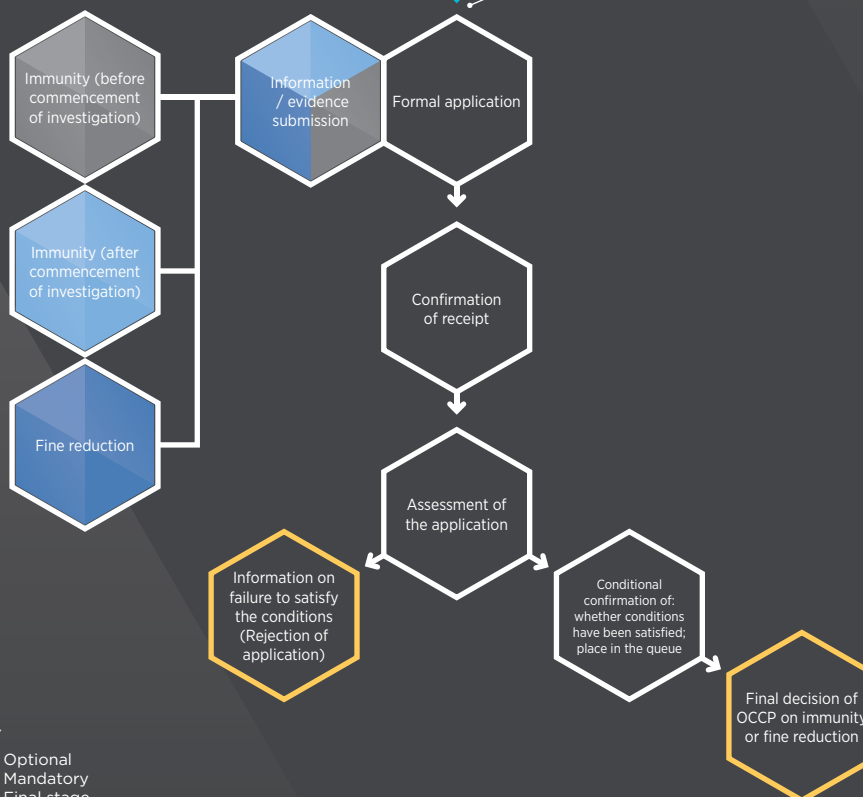 Immunity (before
commencement
of investigation)
Information
/ evidence
submission
Formal application
Immunity (after
commencement
of investigation)
Confirmation
of receipt
Fine reduction
Assessment of
the application
Information on
failure to satisfy
the conditions
(Rejection of
application)
Conditional
confirmation of:
whether conditions
have been satisfied;
place in the queue
Final decision of
OCCP on immunity
or fine reduction
Optional
Mandatory
Final stage